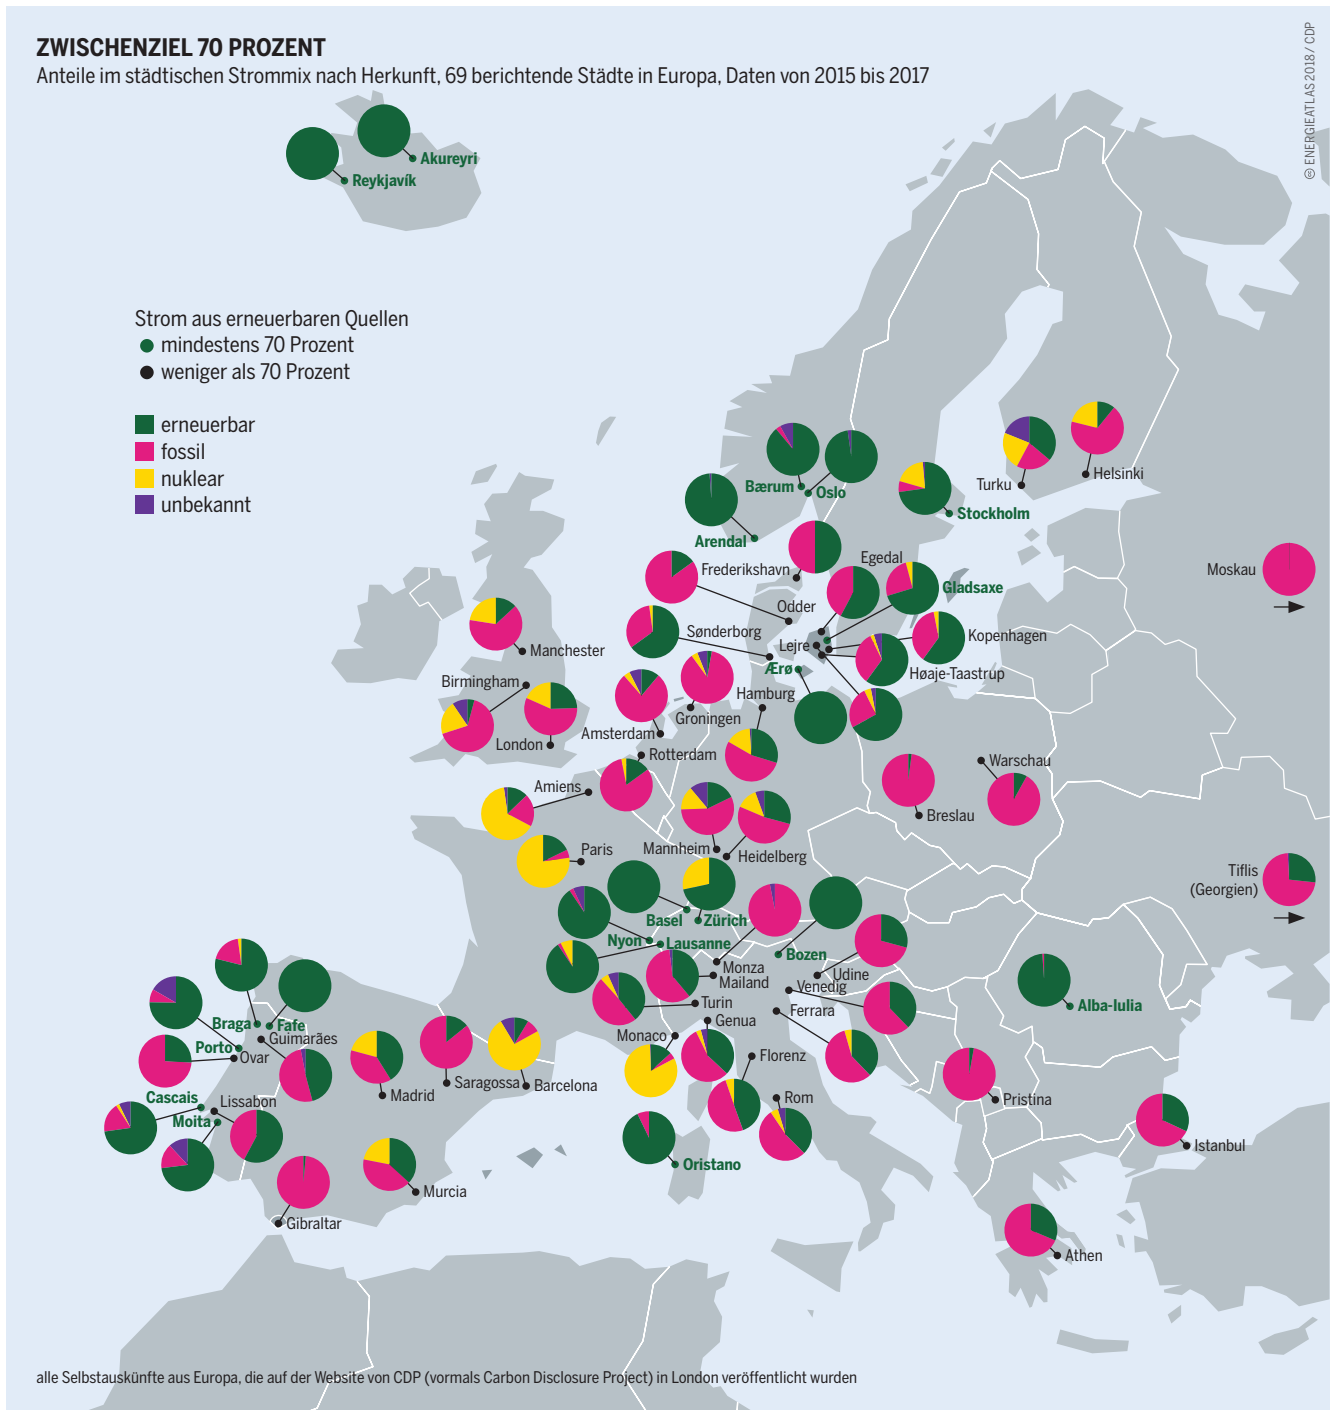 ZWISCHENZIEL 70 PROZENT
Anteile im städtischen Strommix nach Herkunft, 69 berichtende Städte in Europa, Daten von 2015 bis 2017
© ENERGIEATLAS 2018 / CDP
Akureyri
Reykjavík
Strom aus erneuerbaren Quellen
mindestens 70 Prozent
weniger als 70 Prozent
erneuerbar
fossil
nuklear
unbekannt
Bærum
Oslo
Turku
Helsinki
Stockholm
Arendal
Frederikshavn
Egedal
Moskau
Gladsaxe
Odder
Sønderborg
Kopenhagen
Lejre
Manchester
Ærø
Høaje-Taastrup
Birmingham
Hamburg
Groningen
Amsterdam
London
Rotterdam
Warschau
Amiens
Breslau
Paris
Mannheim
Heidelberg
Tiflis
(Georgien)
Basel
Zürich
Nyon
Lausanne
Bozen
Monza
Mailand
Udine
Venedig
Turin
Ferrara
Alba-Iulia
Genua
Braga
Fafe
Guimarães
Monaco
Porto
Ovar
Florenz
Saragossa
Barcelona
Madrid
Cascais
Lissabon
Rom
Pristina
Moita
Istanbul
Oristano
Murcia
Gibraltar
Athen
alle Selbstauskünfte aus Europa, die auf der Website von CDP (vormals Carbon Disclosure Project) in London veröffentlicht wurden